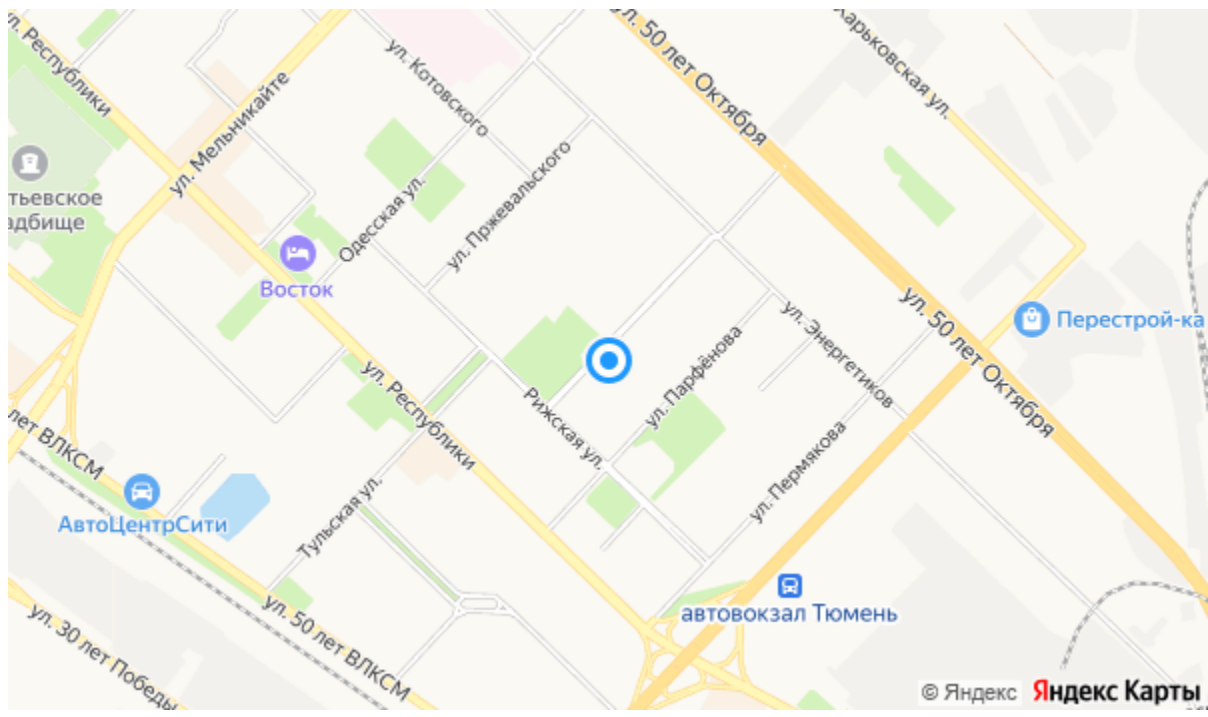 ул. Республики
ул. Котовского
ул. 50 лет Октября
Харьковская ул.
ул. Мельникайте
тьевское
адбище
Одесская ул.
ул. Пржевальского
Восток
ул. 50 лет Октября
Перестрой-ка
ул. Энергетиков
ул. Парфёнова
ул. Республики
Рижская ул.
лет ВЛКСМ
ул. Пермякова
АвтоЦентрСити
Тульская ул.
автовокзал Тюмень
ул. 50 лет ВЛКСМ
ул. 30 лет Победы
© Яндекс Яндекс Карты